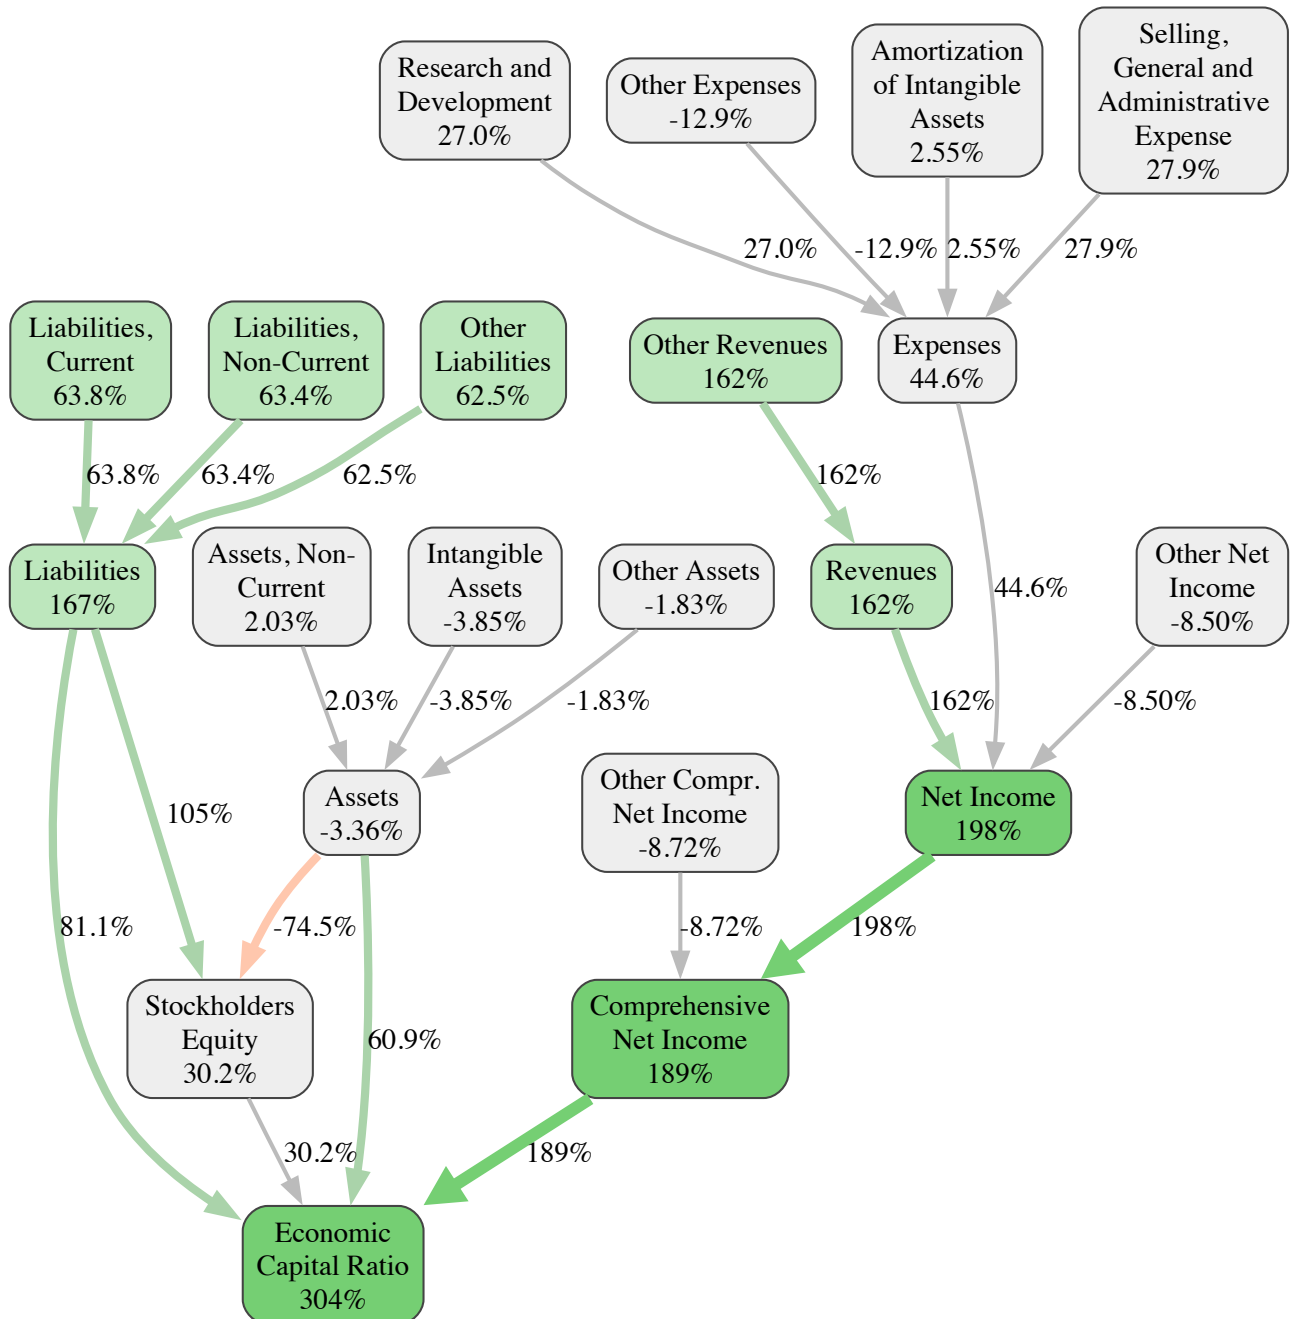 Research and
Development
27.0%
Other Expenses
-12.9%
Amortization
of Intangible
Assets
2.55%
Selling,
General and
Administrative
Expense
27.9%
27.0%
-12.9%
2.55%
27.9%
Liabilities,
Current
63.8%
Liabilities,
Non-Current
63.4%
Other
Liabilities
62.5%
Other Revenues
162%
Expenses
44.6%
63.8%
63.4%
62.5%
162%
Liabilities
167%
Assets, Non-
Current
2.03%
Intangible
Assets
-3.85%
Other Assets
-1.83%
Revenues
162%
44.6%
Other Net
Income
-8.50%
2.03%
-3.85%
-1.83%
162%
-8.50%
105%
Assets
-3.36%
Other Compr.
Net Income
-8.72%
Net Income
198%
81.1%
-74.5%
-8.72%
198%
Stockholders
Equity
30.2%
60.9%
Comprehensive
Net Income
189%
30.2%
189%
Economic
Capital Ratio
304%